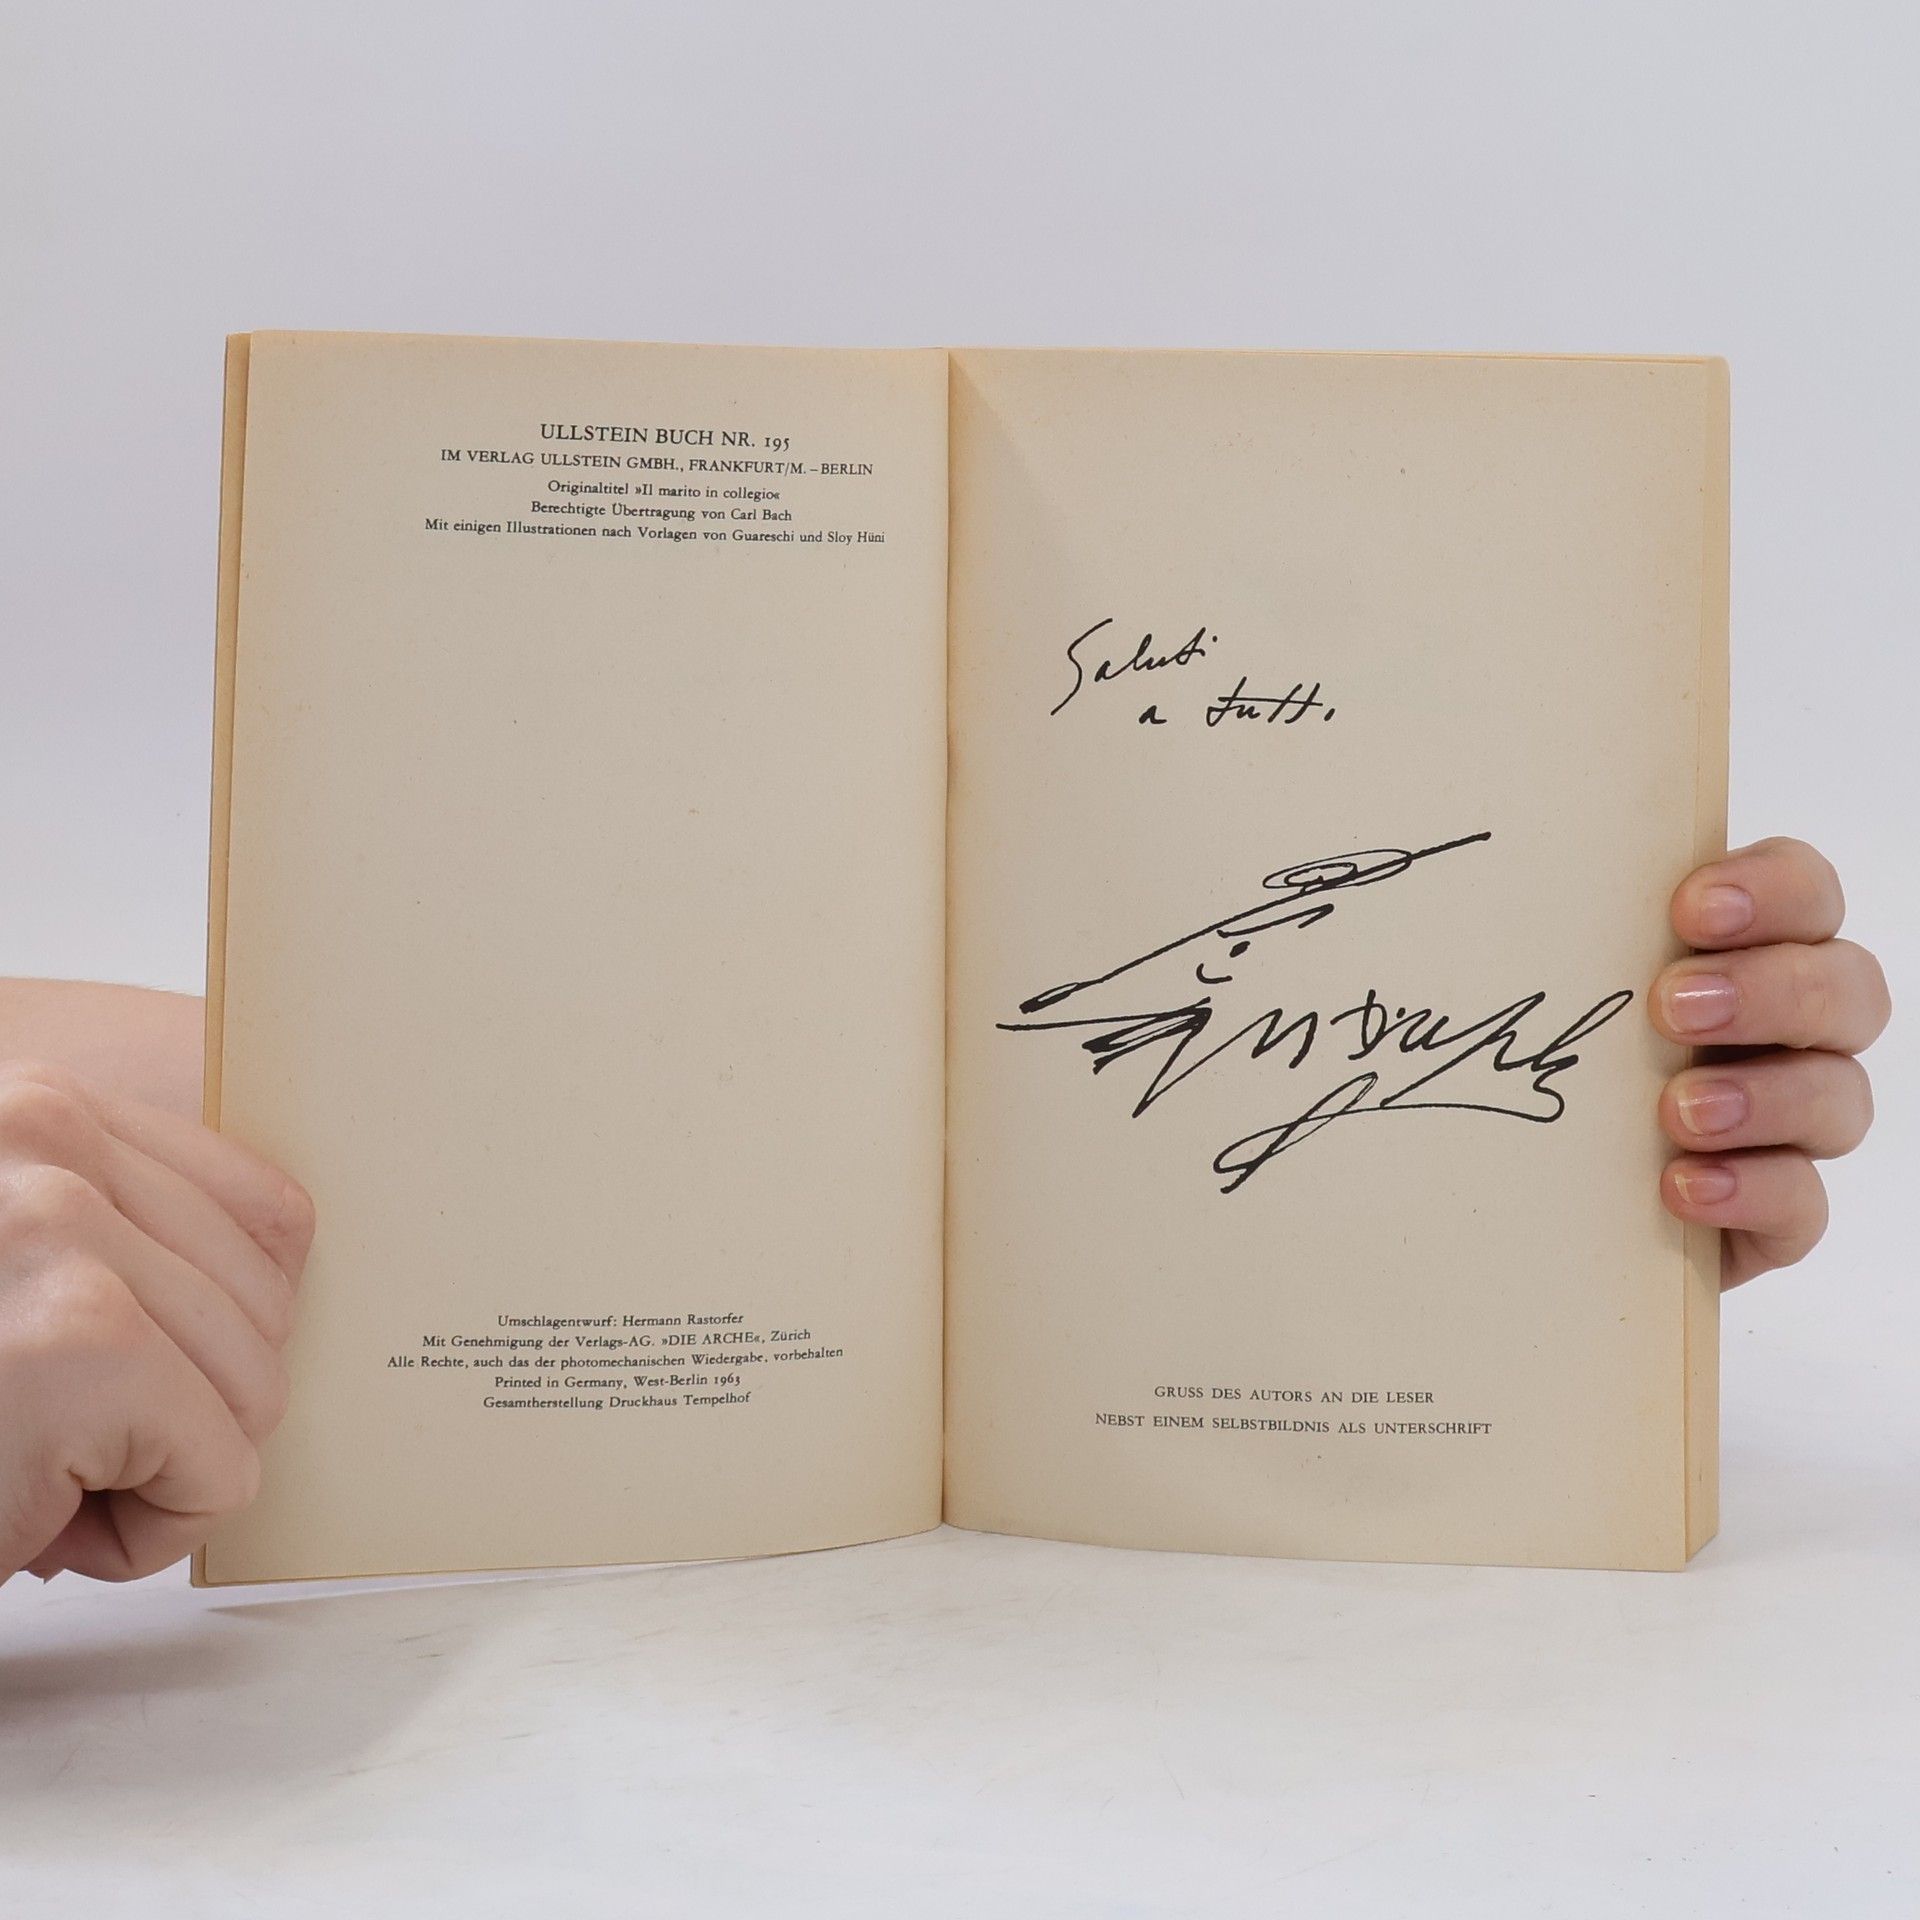 ULLSTEIN BUCH NR. 195
IM VERLAG ULLSTEIN GMBH., FRANKFURT/M. – BERLIN
Originaltitel »Il marito in collegio«
Berechtigte Übertragung von Carl Bach
Mit einigen Illustrationen nach Vorlagen von Guareschi und Sloy Hüni
Umschlagentwurf: Hermann Rastorfer
Mit Genehmigung der Verlags-AG. »DIE ARCHE«, Zürich
Alle Rechte, auch das der photomechanischen Wiedergabe, vorbehalten
Printed in Germany, West-Berlin 1963
Gesamtherstellung Druckhaus Tempelhof
Saluti
a tutti
GRUSS DES AUTORS AN DIE LESER
NEBST EINEM SELBSTBILDNIS ALS UNTERSCHRIFT